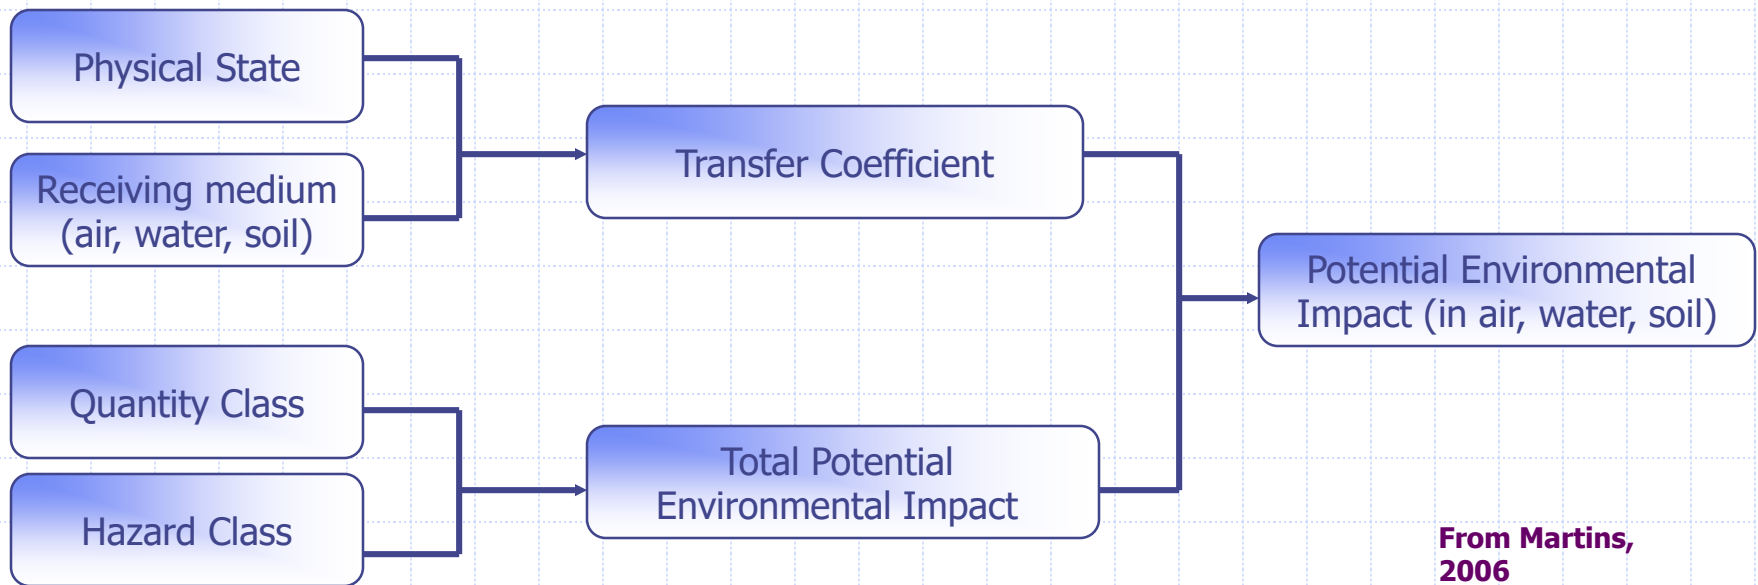 Physical State
Receiving medium
(air, water, soil)
Transfer Coefficient
Quantity Class
Hazard Class
Total Potential
Environmental Impact
Potential Environmental
Impact (in air, water, soil)
From Martins,
2006